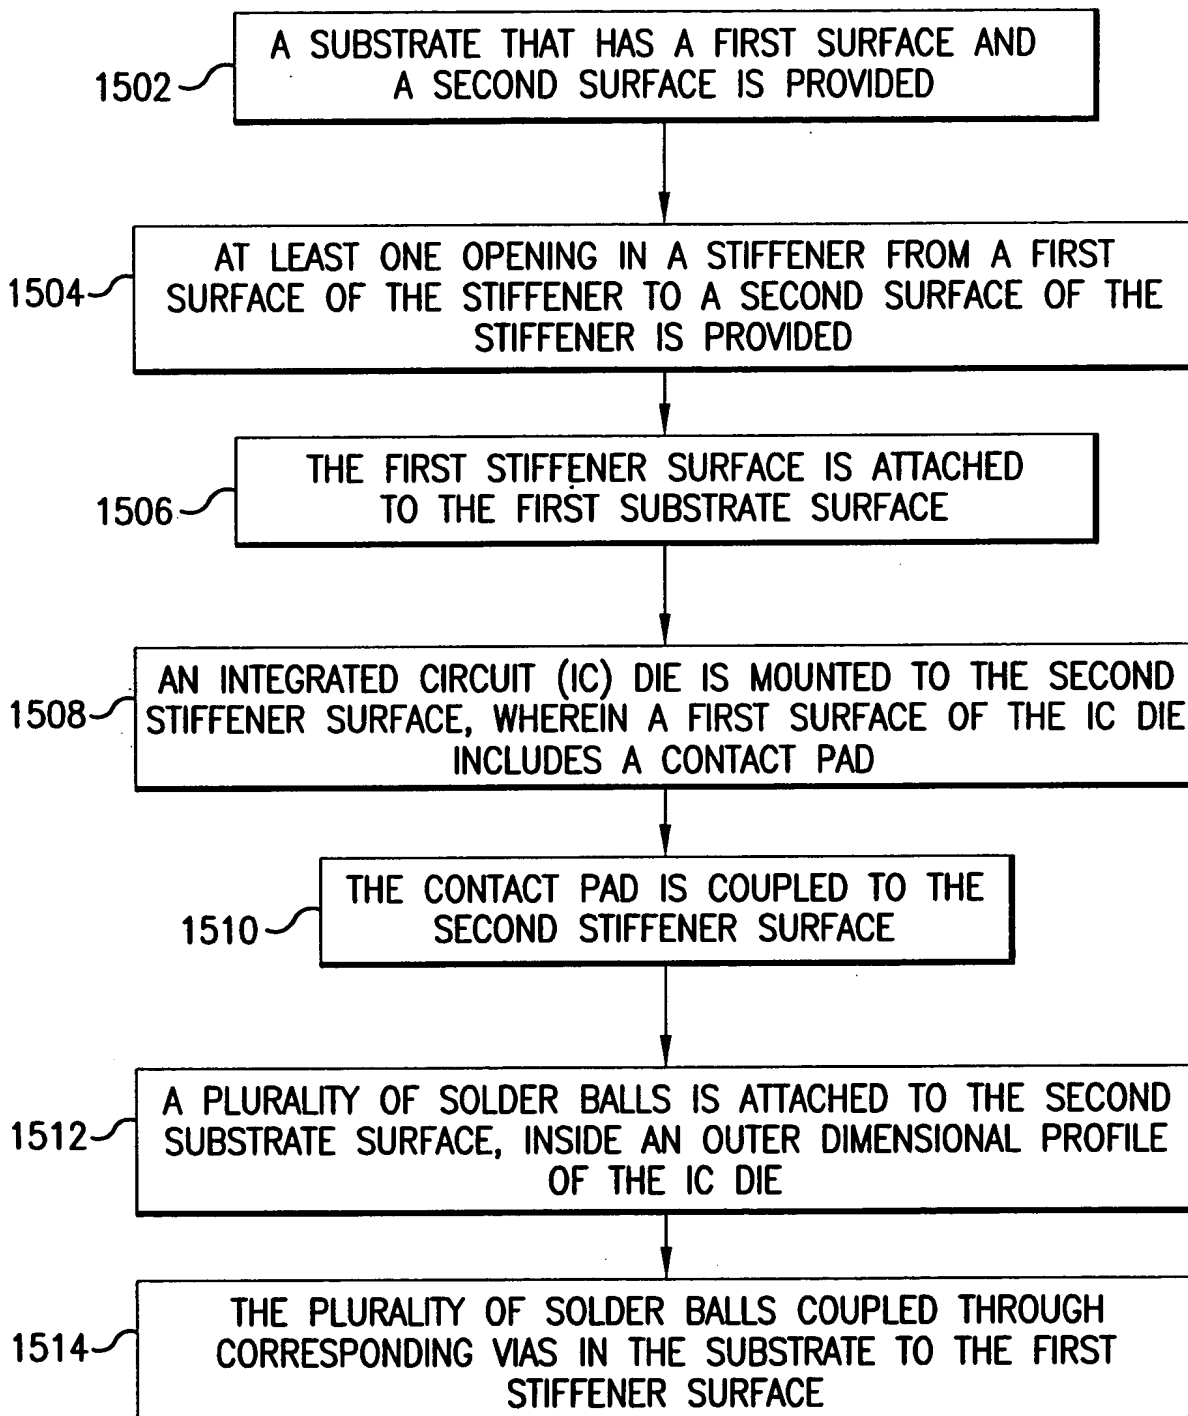 A SUBSTRATE THAT HAS A FIRST SURFACE AND
A SECOND SURFACE IS PROVIDED
1502
AT LEAST ONE OPENING IN A STIFFENER FROM A FIRST
SURFACE OF THE STIFFENER TO A SECOND SURFACE OF THE
STIFFENER IS PROVIDED
1504
THE FIRST STIFFENER SURFACE IS ATTACHED
TO THE FIRST SUBSTRATE SURFACE
1506
AN INTEGRATED CIRCUIT (IC) DIE IS MOUNTED TO THE SECOND
STIFFENER SURFACE, WHEREIN A FIRST SURFACE OF THE IC DIE
INCLUDES A CONTACT PAD
1508
THE CONTACT PAD IS COUPLED TO THE
SECOND STIFFENER SURFACE
1510
A PLURALITY OF SOLDER BALLS IS ATTACHED TO THE SECOND
SUBSTRATE SURFACE, INSIDE AN OUTER DIMENSIONAL PROFILE
OF THE IC DIE
1512
THE PLURALITY OF SOLDER BALLS COUPLED THROUGH
CORRESPONDING VIAS IN THE SUBSTRATE TO THE FIRST
STIFFENER SURFACE
1514